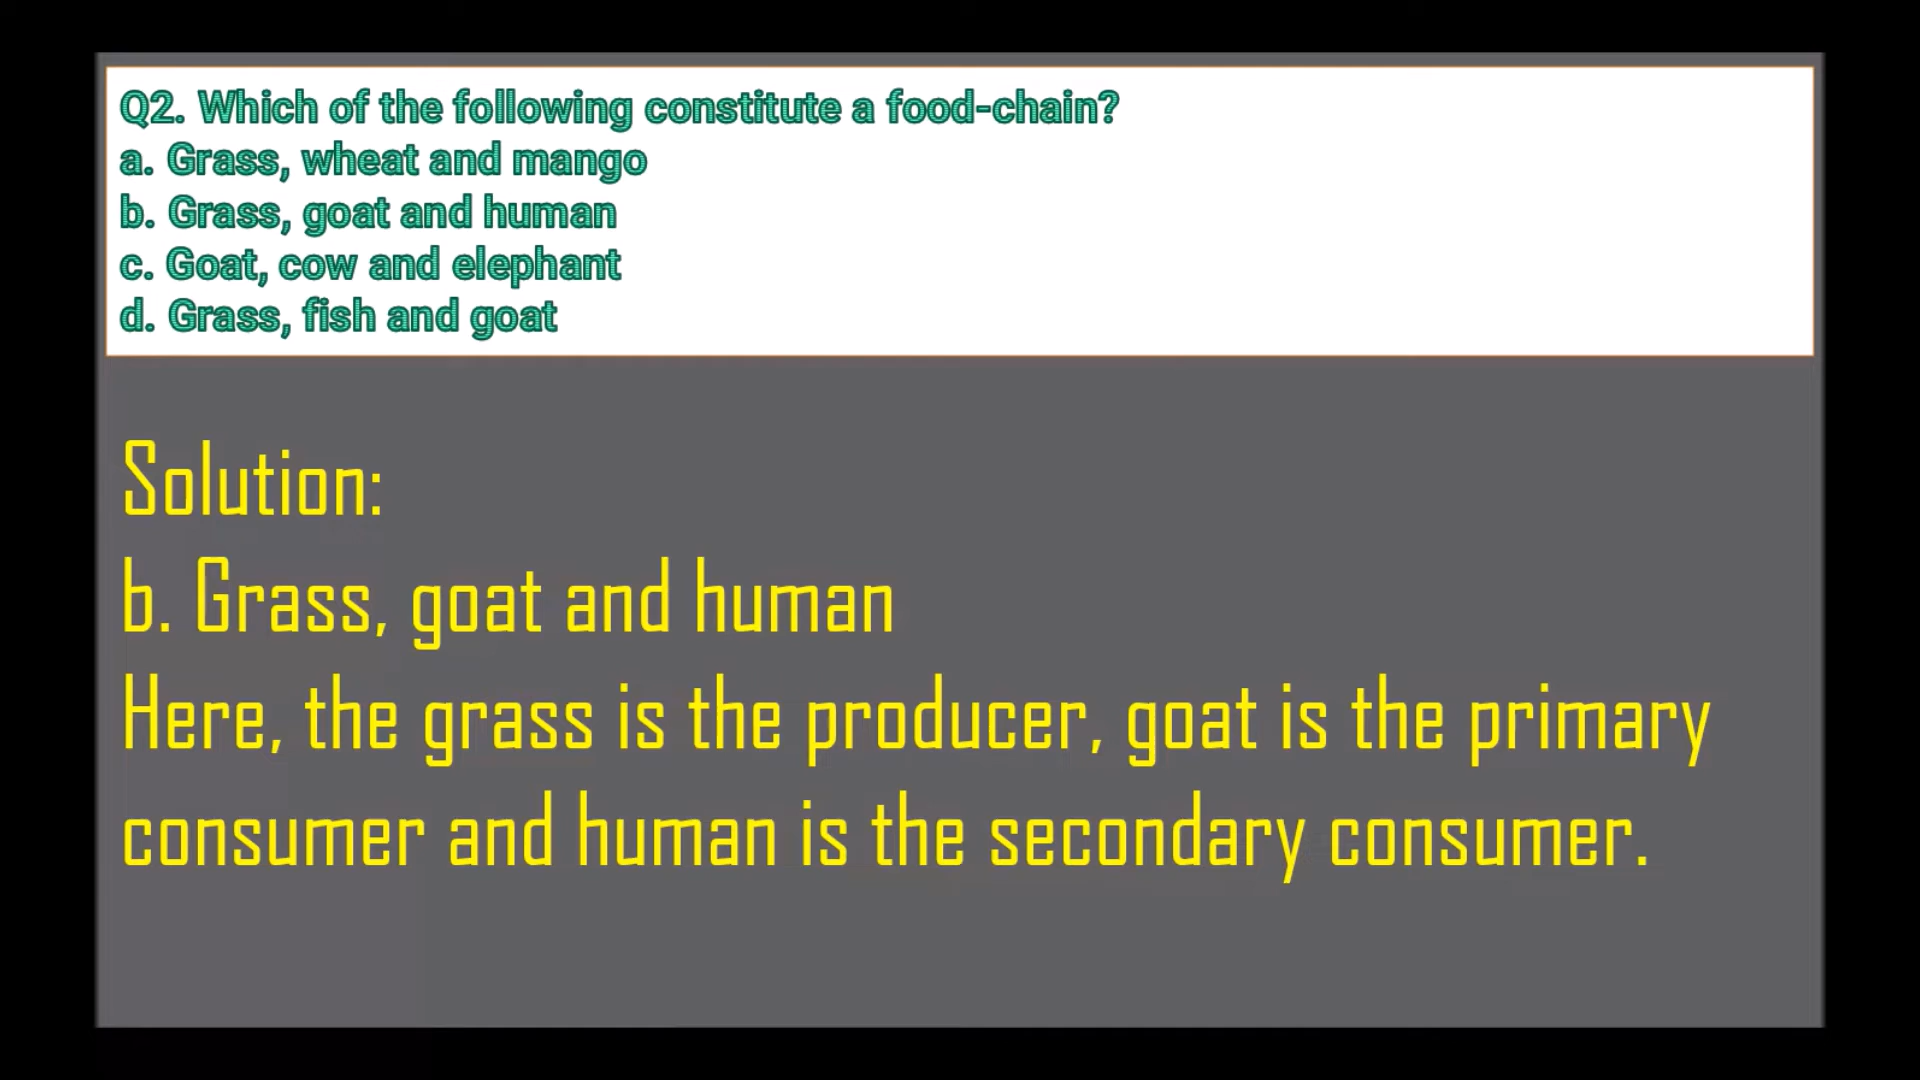 Q2. Which of the following constitute a food-chain?
a. Grass, wheat and mango
b. Grass, goat and human
c. Goat, cow and elephant
d. Grass, fish and goat
Solution:
b. Grass, goat and human
Here, the grass is the producer, goat is the primary
consumer and human is the secondary consumer.